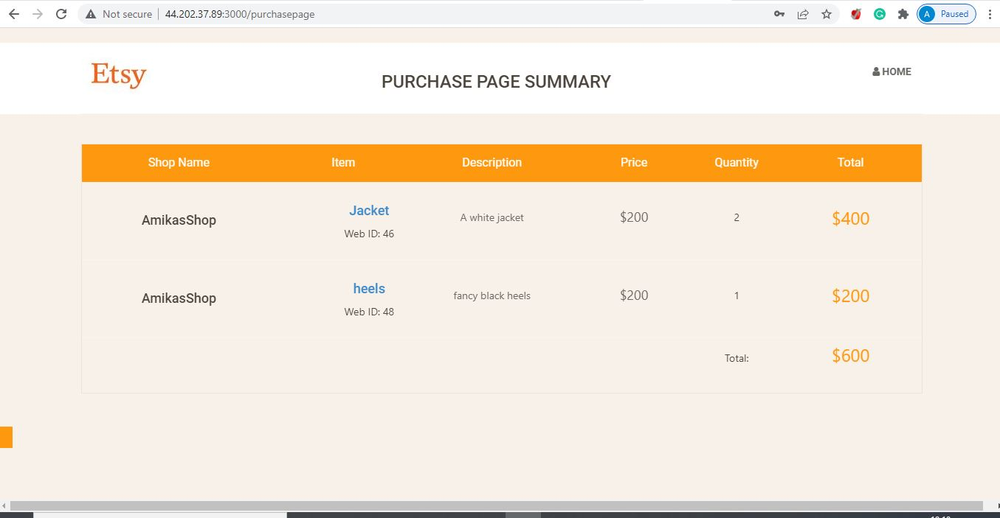 Not secure | 44.202.37.89:3000/purchasepage
A Paused
Etsy
PURCHASE PAGE SUMMARY
HOME
Shop Name Item Description Price Quantity Total
AmikasShop Jacket A white jacket $200 2 $400
Web ID: 46
AmikasShop heels fancy black heels $200 1 $200
Web ID: 48
Total: $600